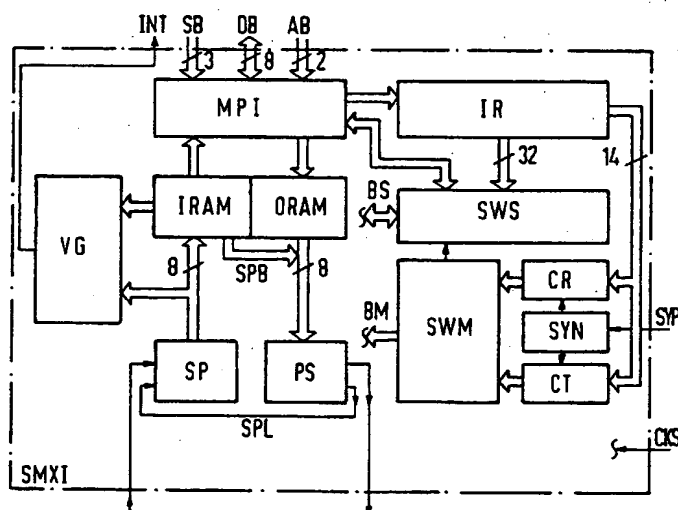 INT SB DB AB
3 8 2
MPI
IR
32
14
IRAM
ORAM
BS
SWS
VG
8
SPB
8
BM
SWM
CR
SYN
SYP
CT
SP
PS
SPL
CKS
SMXI